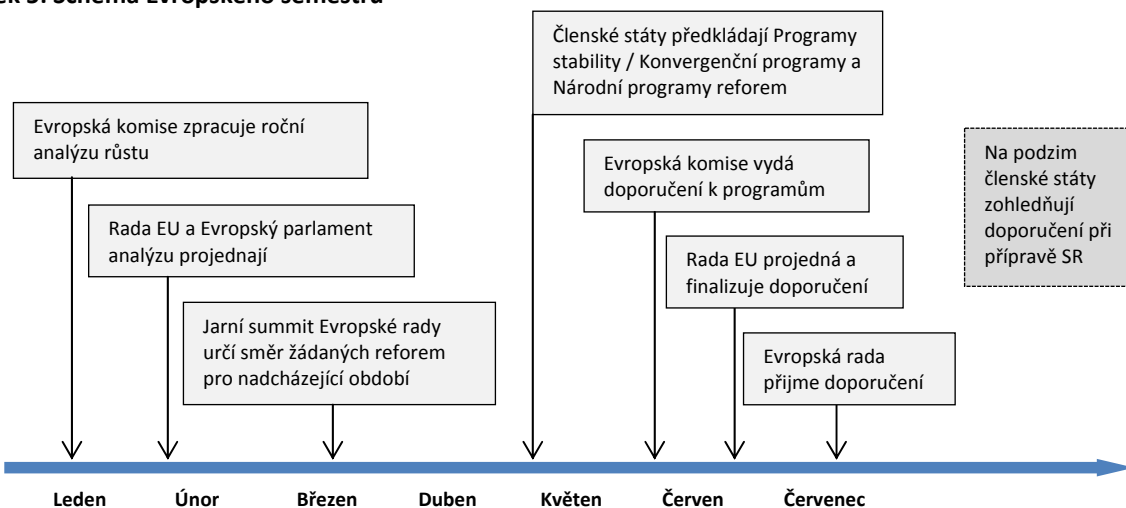 Schéma Evropského semestru
Členské státy předkládají Programy
stability / Konvergenční programy a
Národní programy reforem
Evropská komise zpracuje roční
analýzu růstu
Evropská komise vydá
doporučení k programům
Na podzim
členské státy
zohledňují
doporučení při
přípravě SR
Rada EU a Evropský parlament
analýzu projednají
Rada EU projedná a
finalizuje doporučení
Jarní summit Evropské rady
určí směr žádaných reforem
pro nadcházející období
Evropská rada
přijme doporučení
Leden Únor Březen Duben Květen Červen Červenec